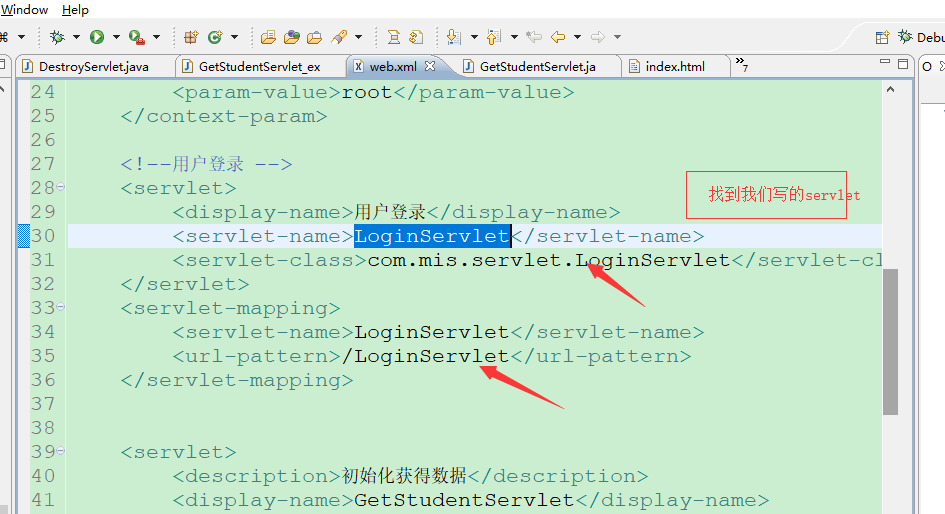 Window Help
DestroyServlet.java GetStudentServlet_ex web.xml GetStudentServlet.ja index.html »7
Debu
24 <param-value>root</param-value>
25 </context-param>
26
27 <!--用户登录 -->
28 <servlet>
找到我们写的servlet
29 <display-name>用户登录</display-name>
30 <servlet-name>LoginServlet</servlet-name>
31 <servlet-class>com.mis.servlet.LoginServlet</servlet-cl
32 </servlet>
33 <servlet-mapping>
34 <servlet-name>LoginServlet</servlet-name>
35 <url-pattern>/LoginServlet</url-pattern>
36 </servlet-mapping>
37
38
39 <servlet>
40 <description>初始化获得数据</description>
41 <display-name>GetStudentServlet</display-name>